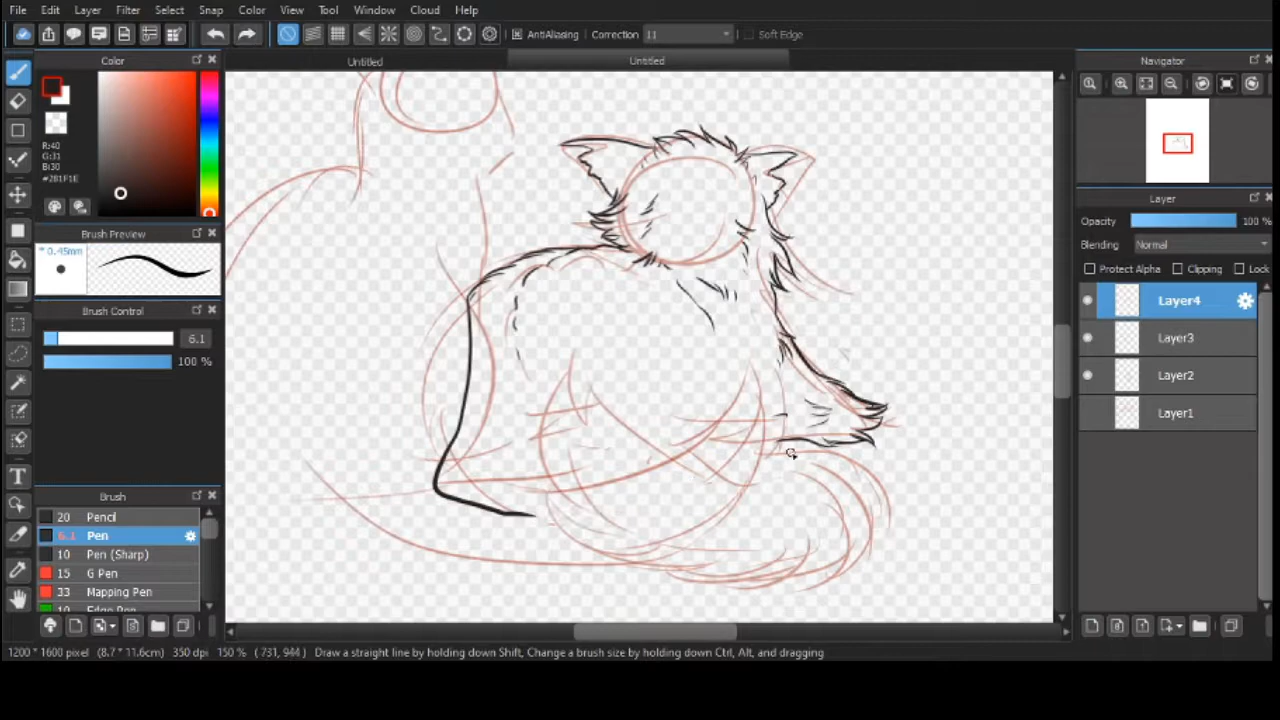 File Edit Layer Filter Select Snap Color View Tool Window Cloud Help
AntiAliasing Correction 11 Soft Edge
Color
Untitled
Untitled
Navigator
R:40
G:31
B:30
#281F1E
Brush Preview
* 0.45mm
Brush Control
6.1
100 %
Brush
20 Pencil
6.1 Pen
10 Pen (Sharp)
15 G Pen
33 Mapping Pen
10 Edge Pen
Layer
Opacity 100 %
Blending Normal
Protect Alpha Clipping Lock
Layer4
Layer3
Layer2
Layer1
1200 * 1600 pixel (8.7 * 11.6cm) 350 dpi 150 % ( 731, 944 ) Draw a straight line by holding down Shift, Change a brush size by holding down Ctrl, Alt, and dragging